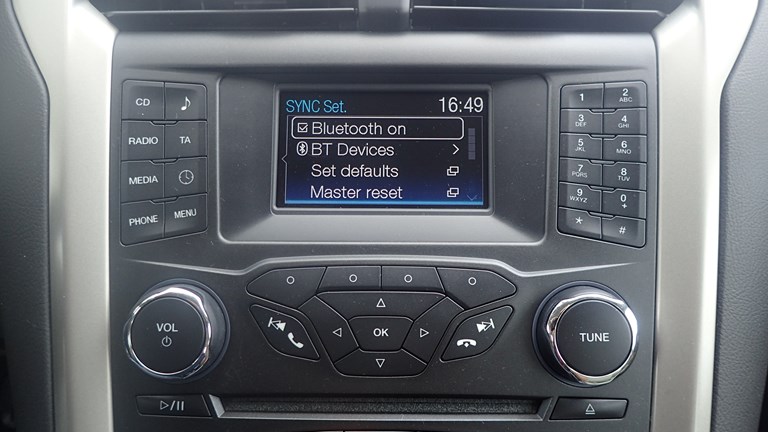 SYNC Set. 16:49
Bluetooth on
BT Devices
Set defaults
Master reset
CD
RADIO TA
MEDIA
PHONE MENU
1 2 ABC
3 DEF 4 GHI
5 JKL 6 MNO
7 PQRS 8 TUV
9 WXYZ 0 +
* #
VOL
OK
TUNE